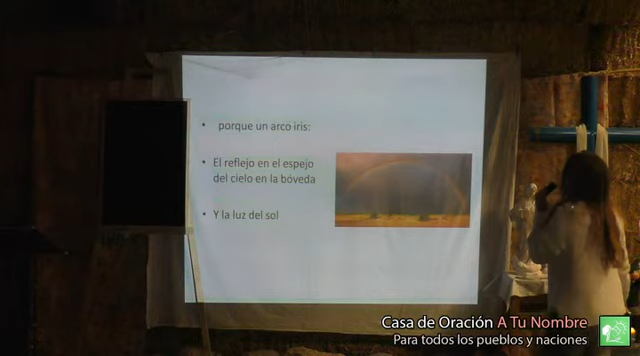 • porque un arco iris:
• El reflejo en el espejo
del cielo en la bóveda
• Y la luz del sol
Casa de Oración A Tu Nombre
Para todos los pueblos y naciones